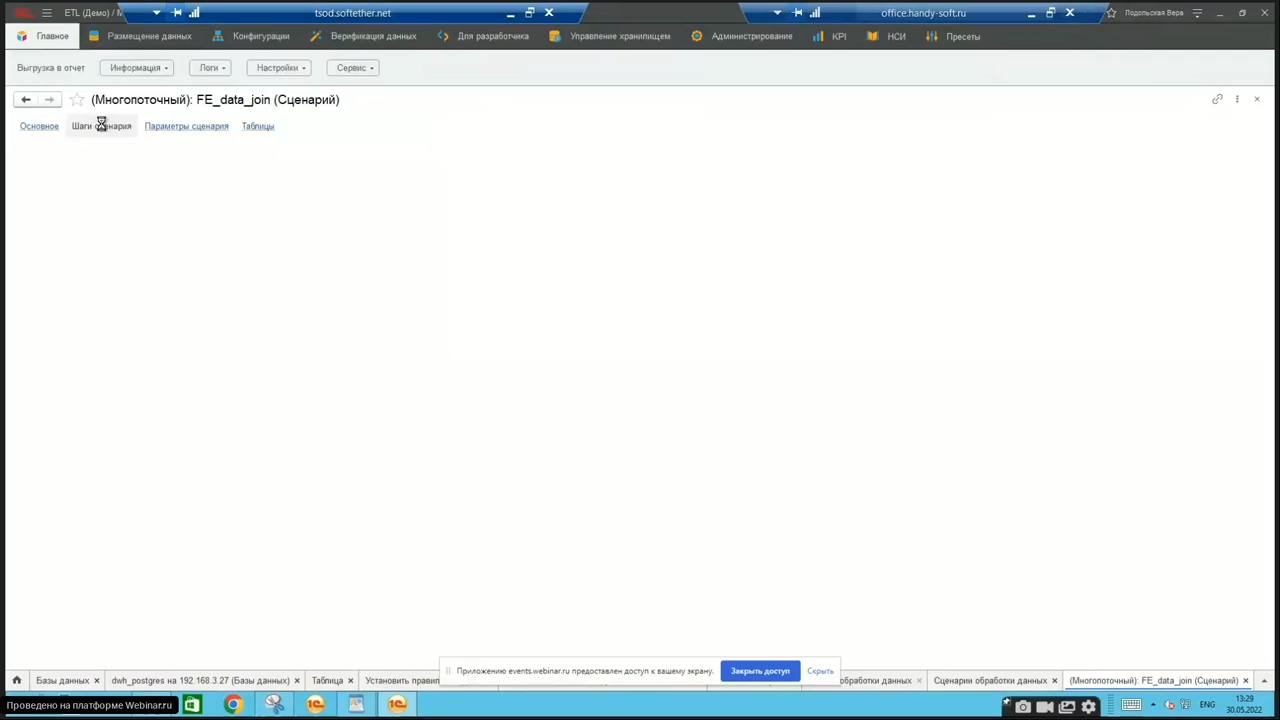 ETL (Демо) / М
tsod.softether.net
office.handy-soft.ru
Подольская Вера
Главное Размещение данных Конфигурации Верификация данных Для разработчика Управление хранилищем Администрирование KPI НСИ Пресеты
Выгрузка в отчет Информация Логи Настройки Сервис
(Многопоточный): FE_data_join (Сценарий)
Основное Шаги сценария Параметры сценария Таблицы
Приложению events.webinar.ru предоставлен доступ к вашему экрану. Закрыть доступ Скрыть
Базы данных dwh_postgres на 192.168.3.27 (Базы данных) Таблица Установить правил обработки данных Сценарии обработки данных (Многопоточный): FE_data_join (Сценарий)
Проведено на платформе Webinar.ru
ENG
13:29
30.05.2022